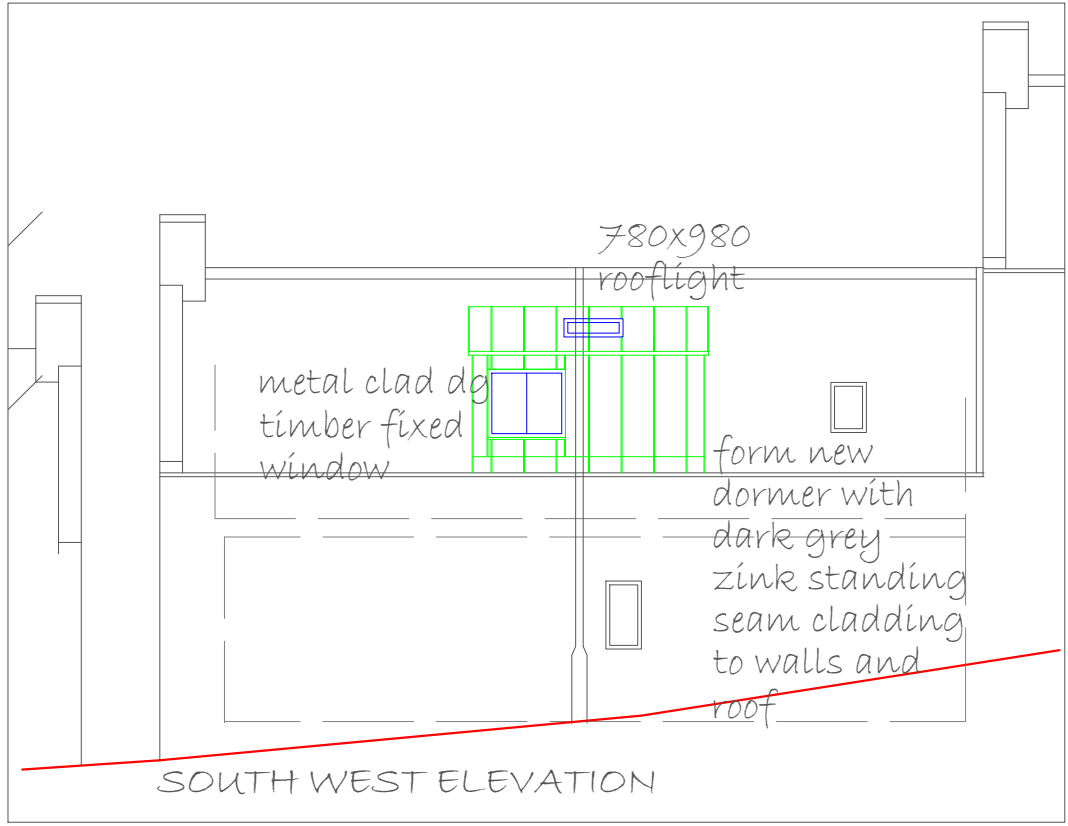 780x980
rooflight
metal clad dg
timber fixed
window
form new
dormer with
dark grey
zink standing
seam cladding
to walls and
roof
SOUTH WEST ELEVATION